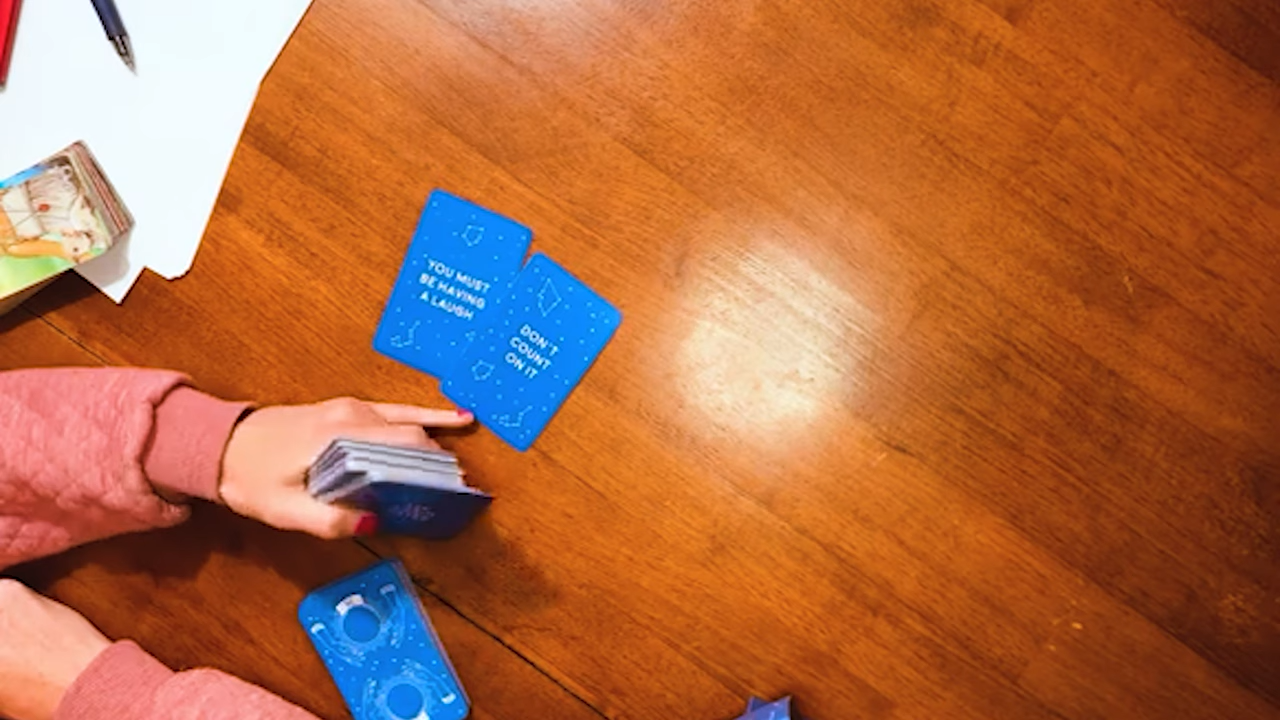 YOU MUST
BE HAVING
A LAUGH
DON'T
COUNT
ON IT